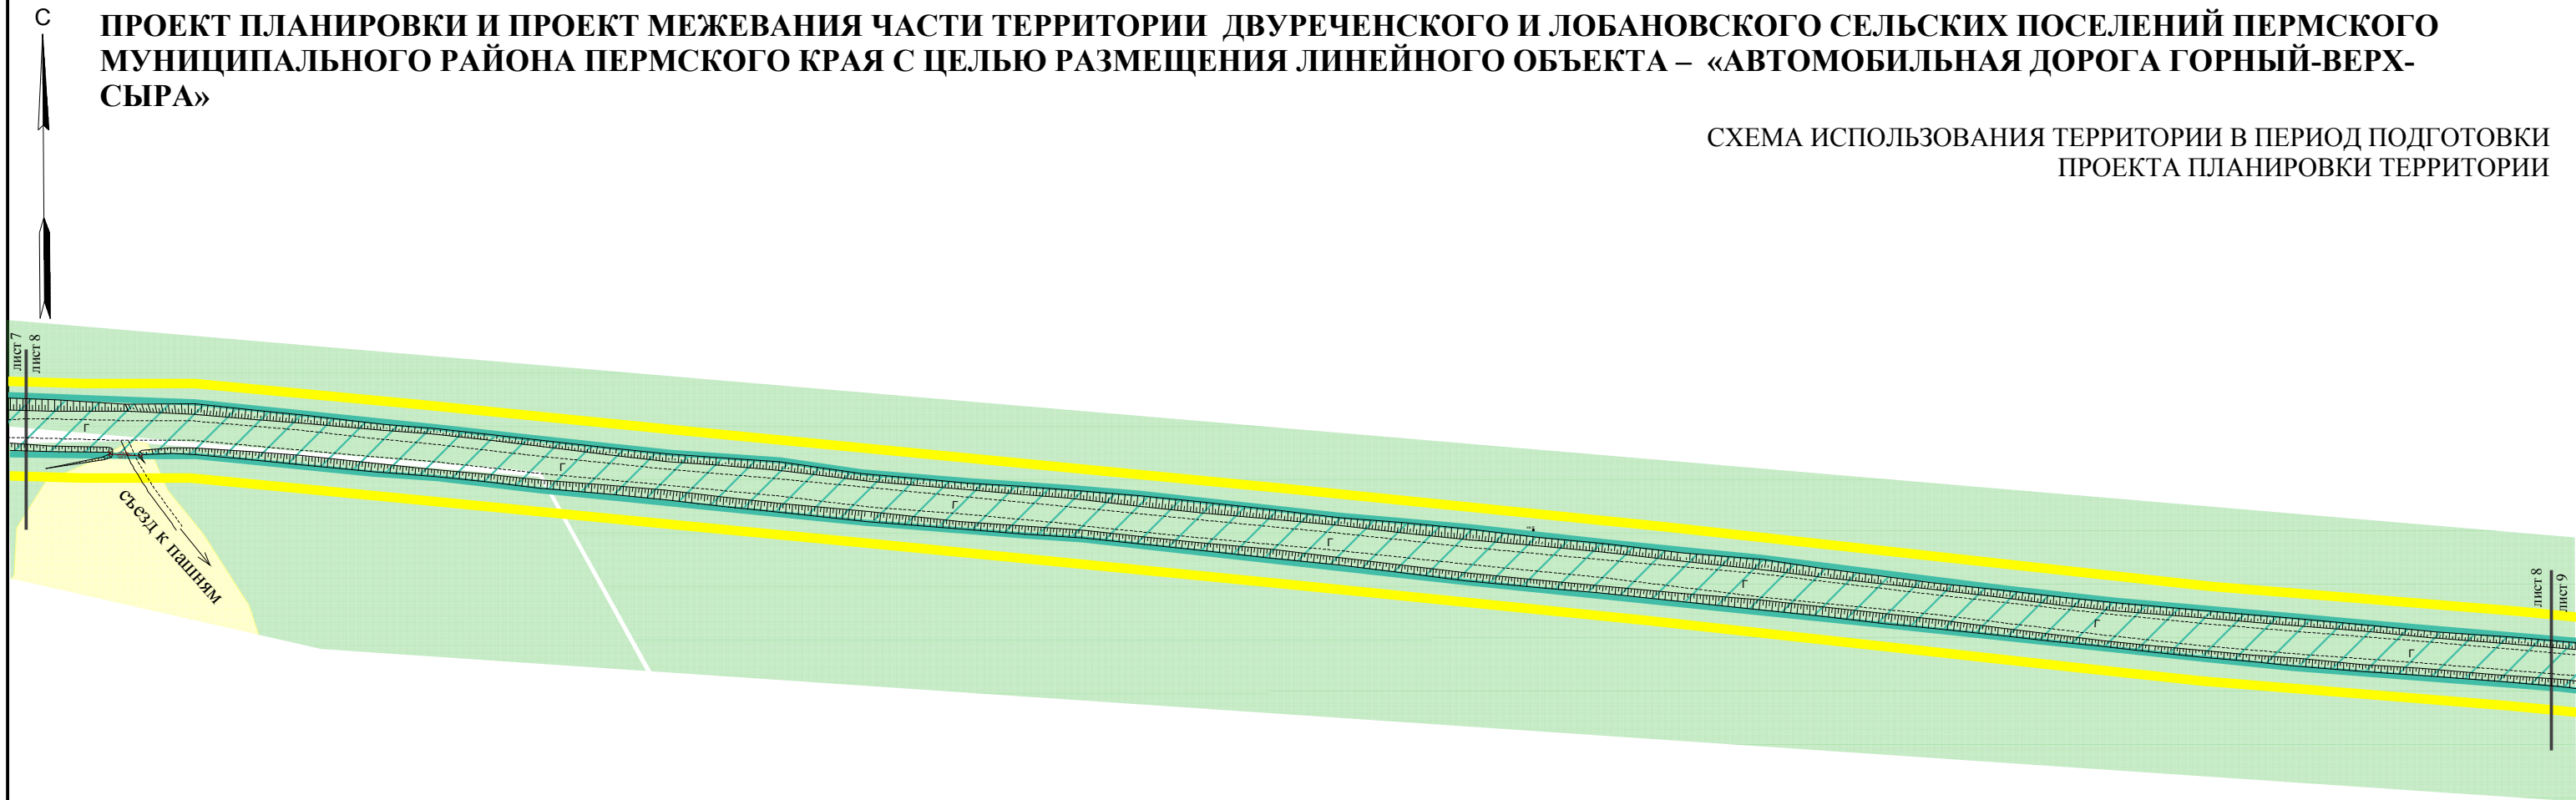 С
ПРОЕКТ ПЛАНИРОВКИ И ПРОЕКТ МЕЖЕВАНИЯ ЧАСТИ ТЕРРИТОРИИ ДВУРЕЧЕНСКОГО И ЛОБАНОВСКОГО СЕЛЬСКИХ ПОСЕЛЕНИЙ ПЕРМСКОГО
МУНИЦИПАЛЬНОГО РАЙОНА ПЕРМСКОГО КРАЯ С ЦЕЛЬЮ РАЗМЕЩЕНИЯ ЛИНЕЙНОГО ОБЪЕКТА – «АВТОМОБИЛЬНАЯ ДОРОГА ГОРНЫЙ-ВЕРХ-
СЫРА»
СХЕМА ИСПОЛЬЗОВАНИЯ ТЕРРИТОРИИ В ПЕРИОД ПОДГОТОВКИ
ПРОЕКТА ПЛАНИРОВКИ ТЕРРИТОРИИ
лист 7
лист 8
Г
съезд к пашням
Г
Г
Г
Г
Г
Г
лист 8
лист 9